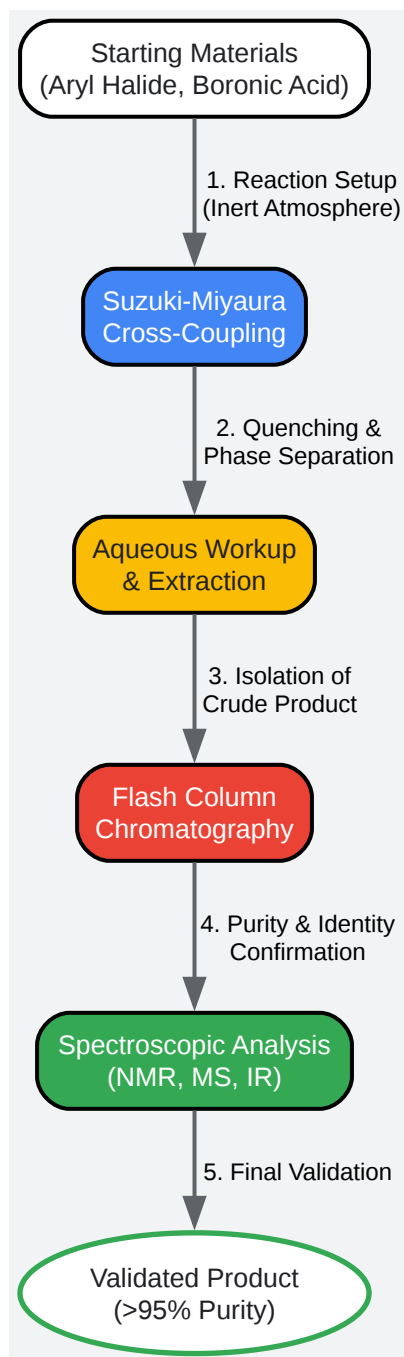 Starting Materials
(Aryl Halide, Boronic Acid)
1. Reaction Setup
(Inert Atmosphere)
Suzuki-Miyaura
Cross-Coupling
2. Quenching &
Phase Separation
Aqueous Workup
& Extraction
3. Isolation of
Crude Product
Flash Column
Chromatography
4. Purity & Identity
Confirmation
Spectroscopic Analysis
(NMR, MS, IR)
5. Final Validation
Validated Product
(>95% Purity)